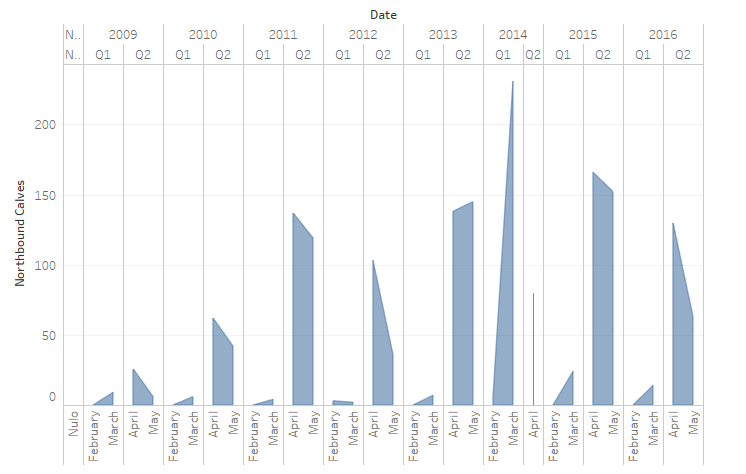 Date
N.. 2009 2010 2011 2012 2013 2014 2015 2016
N.. Q1 Q2 Q1 Q2 Q1 Q2 Q1 Q2 Q1 Q2 Q1 Q2 Q1 Q2 Q1 Q2
Northbound Calves
200
150
100
50
0
Nulo February March April May February March April May February March April May February March April May February March April May February March April February March April May February March April May